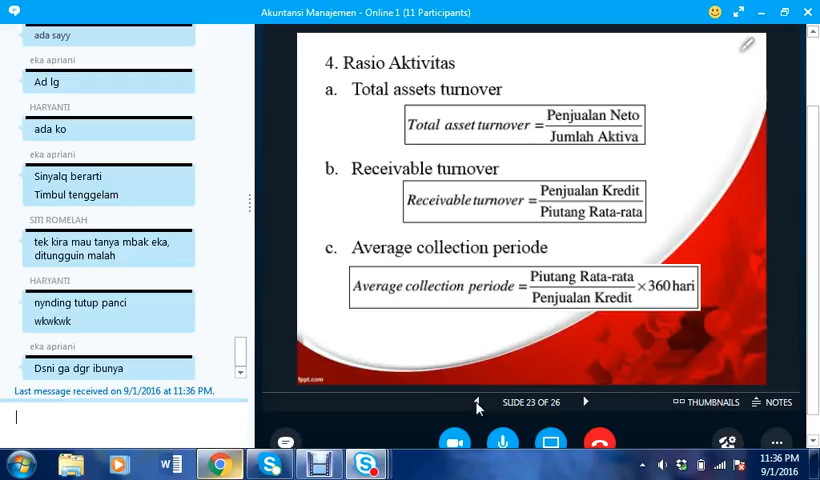 Akuntansi Manajemen - Online 1 (11 Participants)
ada sayy
eka apriani
Ad lg
HARYANTI
ada ko
eka apriani
Sinyalq berarti
Timbul tenggelam
SITI ROMELAH
tek kira mau tanya mbak eka,
ditungguin malah
HARYANTI
nynding tutup panci
wkwkwk
eka apriani
Dsni ga dgr ibunya
Last message received on 9/1/2016 at 11:36 PM.
4. Rasio Aktivitas
a. Total assets turnover
Total asset turnover = Penjualan Neto
Jumlah Aktiva
b. Receivable turnover
Receivable turnover = Penjualan Kredit
Piutang Rata-rata
c. Average collection periode
Average collection periode = Piutang Rata-rata × 360 hari
Penjualan Kredit
fppt.com
SLIDE 23 OF 26
THUMBNAILS
NOTES
11:36 PM
9/1/2016